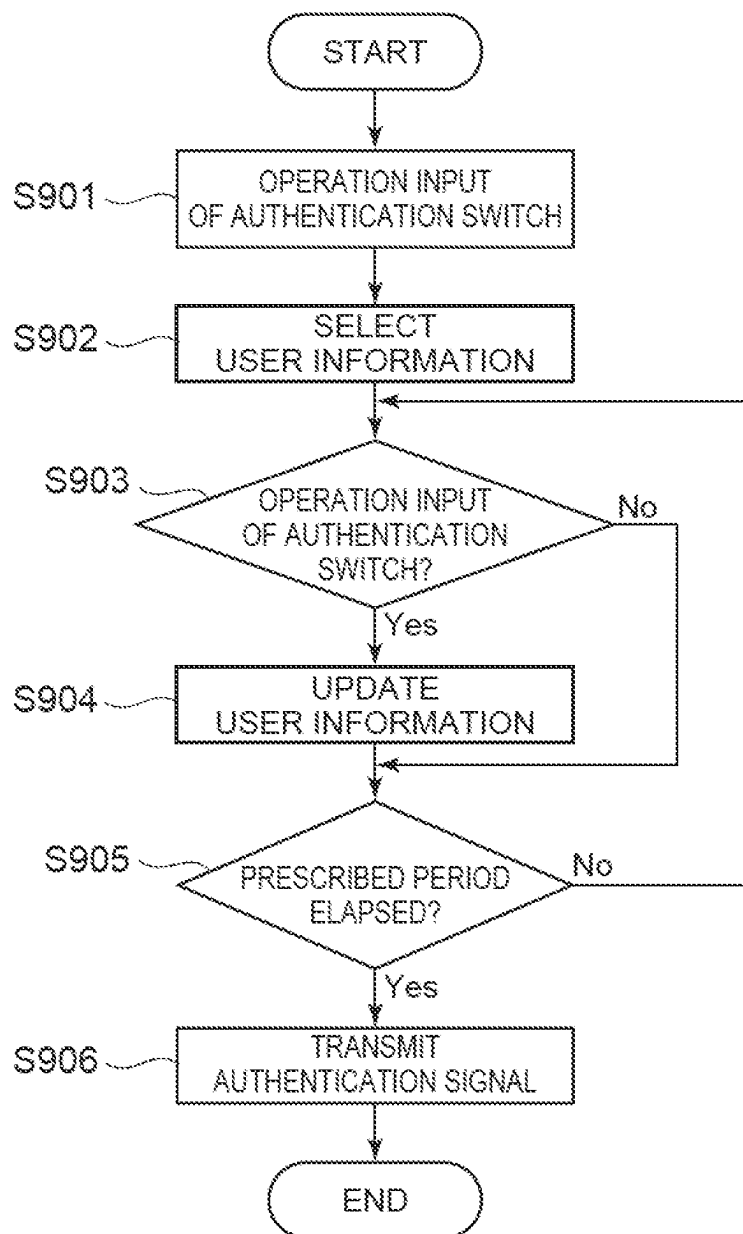 START
S901
OPERATION INPUT
OF AUTHENTICATION SWITCH
S902
SELECT
USER INFORMATION
S903
OPERATION INPUT
OF AUTHENTICATION
SWITCH?
No
Yes
S904
UPDATE
USER INFORMATION
S905
PRESCRIBED PERIOD
ELAPSED?
No
Yes
S906
TRANSMIT
AUTHENTICATION SIGNAL
END